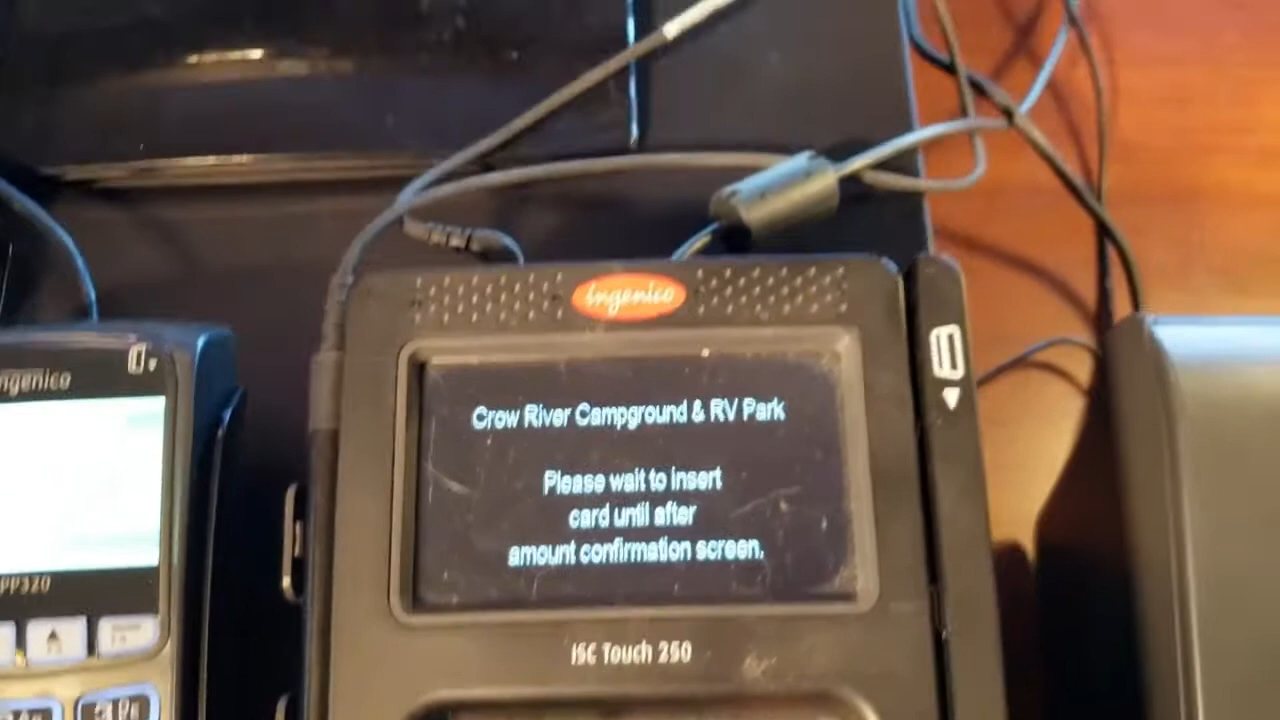 ingenico
ingenico
Crow River Campground & RV Park
Please wait to insert
card until after
amount confirmation screen.
PP320
iSC Touch 250